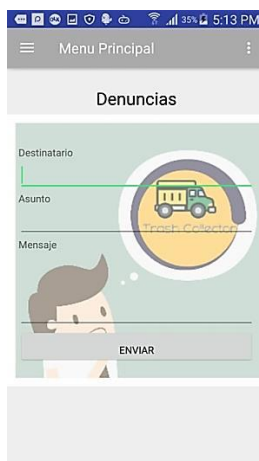 35% 5:13 PM
Menu Principal
Denuncias
Destinatario
Asunto
Trash Collector
Mensaje
ENVIAR